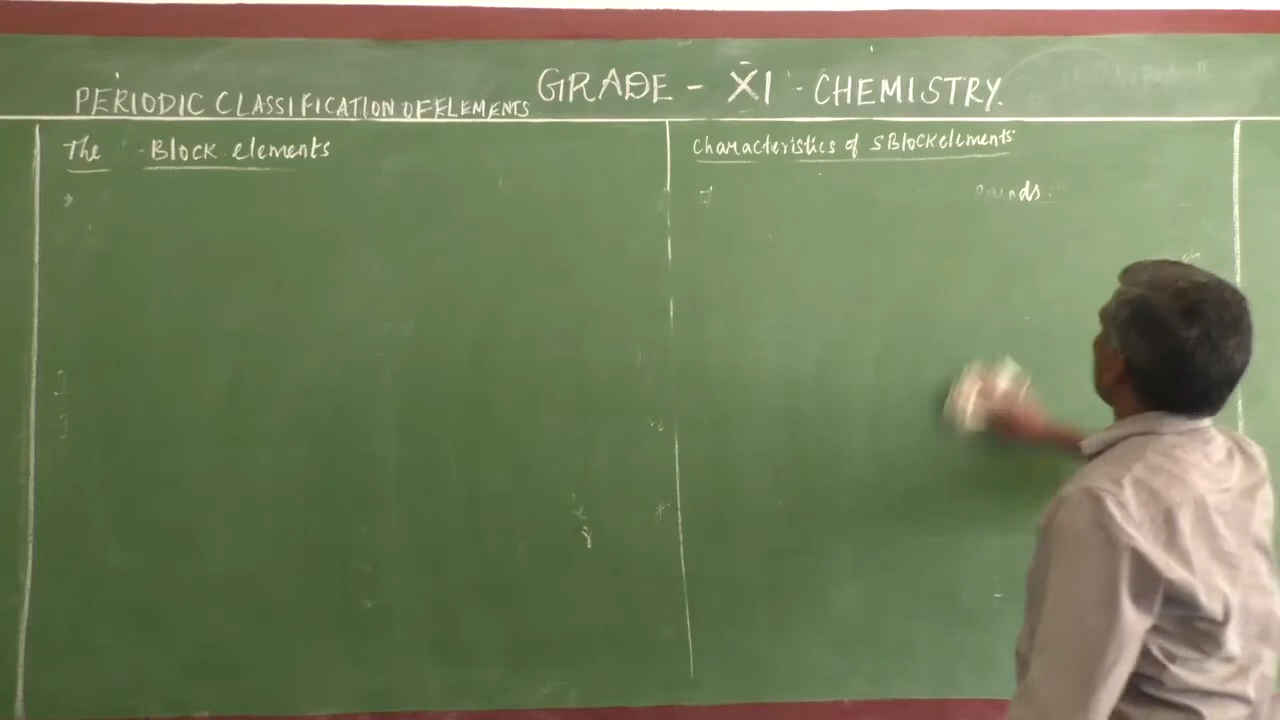 GRADE - XI - CHEMISTRY.
PERIODIC CLASSIFICATION OF ELEMENTS
The - Block elements
Characteristics of s Block elements